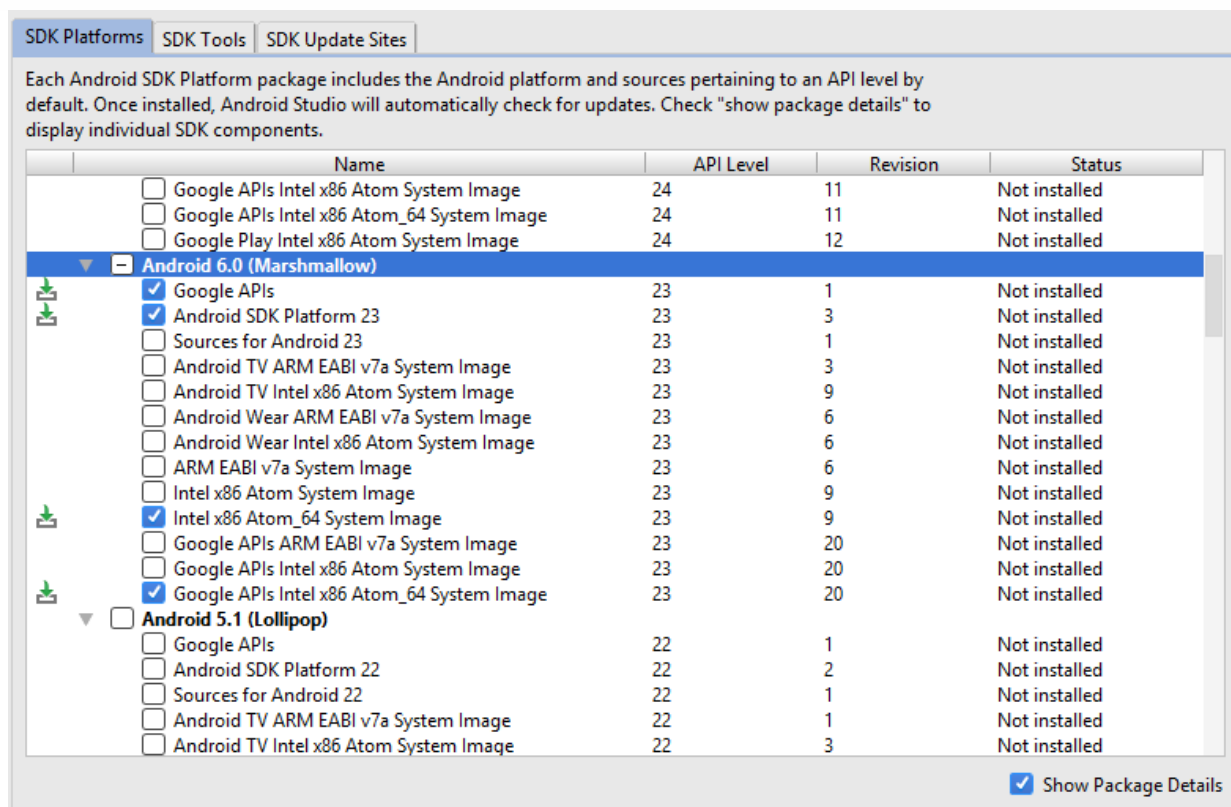 SDK Platforms SDK Tools SDK Update Sites
Each Android SDK Platform package includes the Android platform and sources pertaining to an API level by
default. Once installed, Android Studio will automatically check for updates. Check "show package details" to
display individual SDK components.
Name API Level Revision Status
Google APIs Intel x86 Atom System Image 24 11 Not installed
Google APIs Intel x86 Atom_64 System Image 24 11 Not installed
Google Play Intel x86 Atom System Image 24 12 Not installed
Android 6.0 (Marshmallow)
Google APIs 23 1 Not installed
Android SDK Platform 23 23 3 Not installed
Sources for Android 23 23 1 Not installed
Android TV ARM EABI v7a System Image 23 3 Not installed
Android TV Intel x86 Atom System Image 23 9 Not installed
Android Wear ARM EABI v7a System Image 23 6 Not installed
Android Wear Intel x86 Atom System Image 23 6 Not installed
ARM EABI v7a System Image 23 6 Not installed
Intel x86 Atom System Image 23 9 Not installed
Intel x86 Atom_64 System Image 23 9 Not installed
Google APIs ARM EABI v7a System Image 23 20 Not installed
Google APIs Intel x86 Atom System Image 23 20 Not installed
Google APIs Intel x86 Atom_64 System Image 23 20 Not installed
Android 5.1 (Lollipop)
Google APIs 22 1 Not installed
Android SDK Platform 22 22 2 Not installed
Sources for Android 22 22 1 Not installed
Android TV ARM EABI v7a System Image 22 1 Not installed
Android TV Intel x86 Atom System Image 22 3 Not installed
Show Package Details